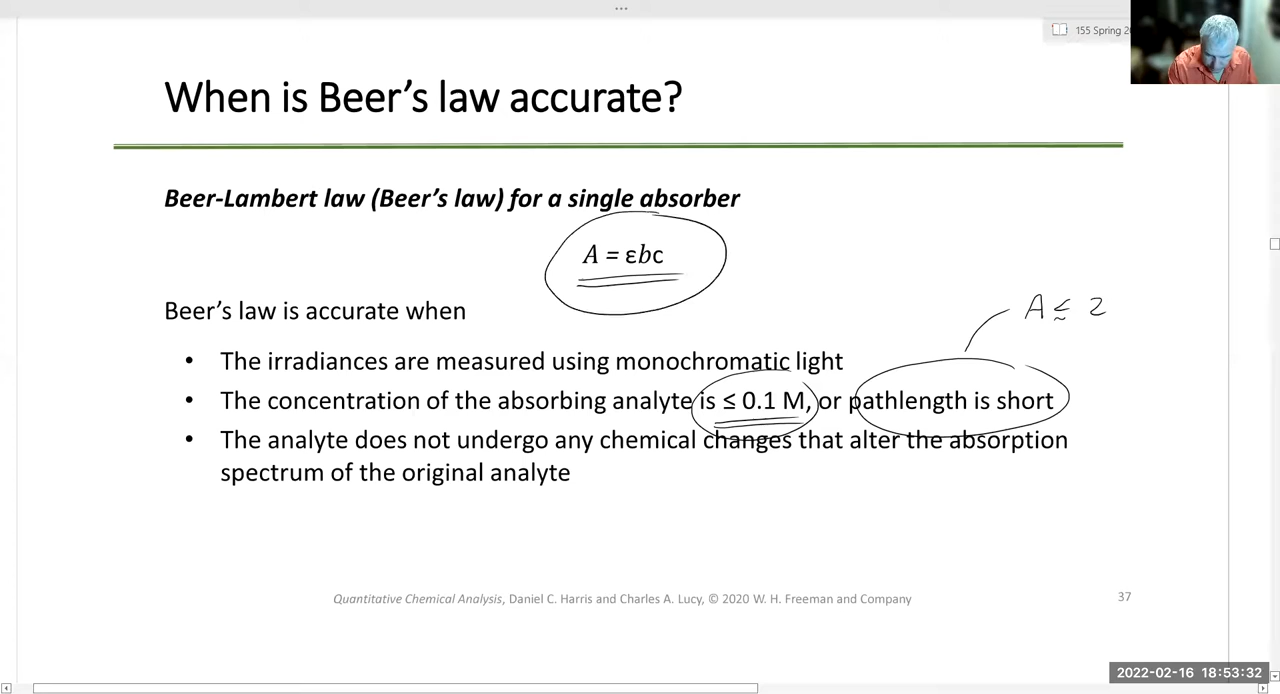 ...
155 Spring 20
When is Beer's law accurate?
Beer-Lambert law (Beer's law) for a single absorber
A = εbc
Beer's law is accurate when
A ≲ 2
• The irradiances are measured using monochromatic light
• The concentration of the absorbing analyte is ≤ 0.1 M, or pathlength is short
• The analyte does not undergo any chemical changes that alter the absorption
spectrum of the original analyte
Quantitative Chemical Analysis, Daniel C. Harris and Charles A. Lucy, © 2020 W. H. Freeman and Company
37
2022-02-16 18:53:32